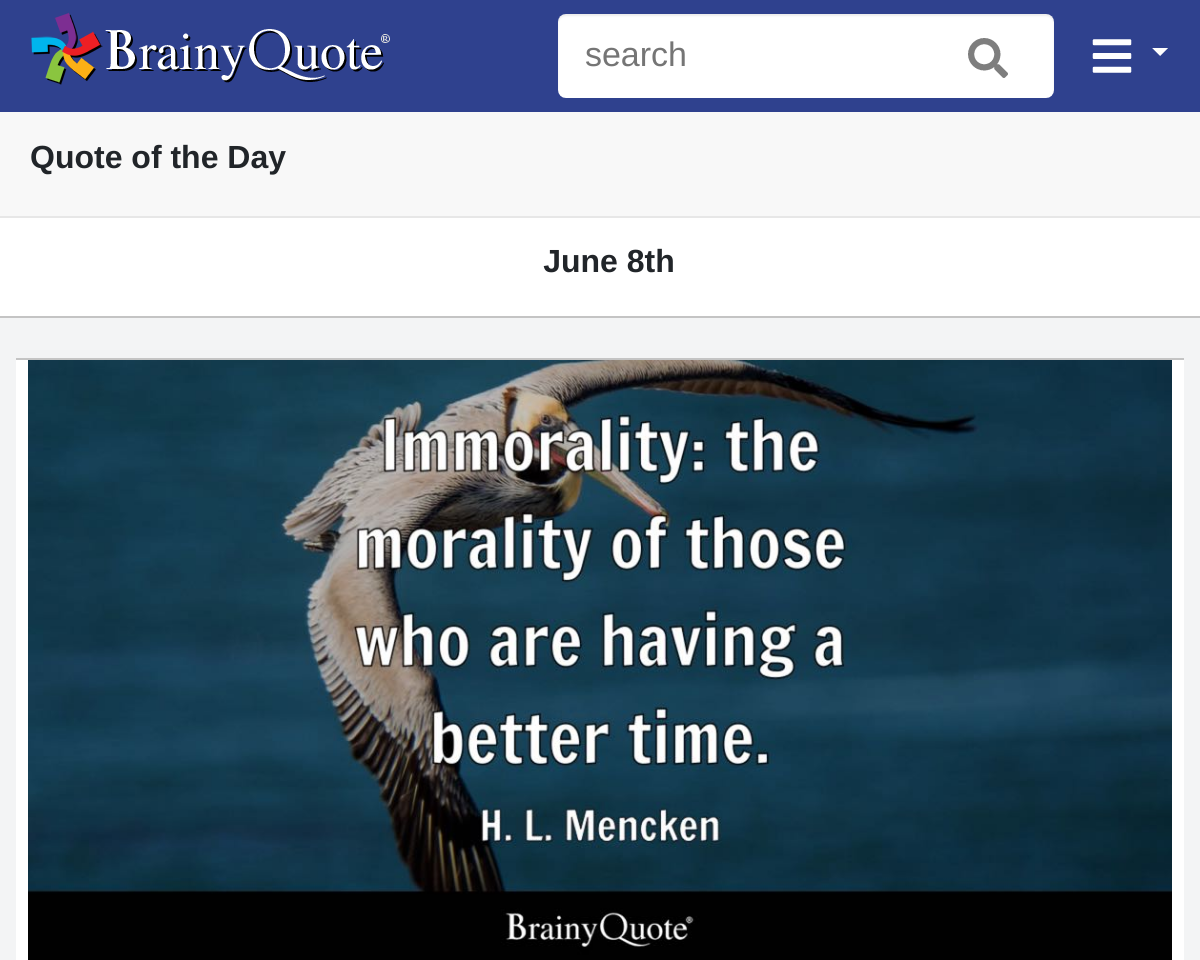 BrainyQuote®
search
Quote of the Day
June 8th
Immorality: the
morality of those
who are having a
better time.
H. L. Mencken
BrainyQuote®